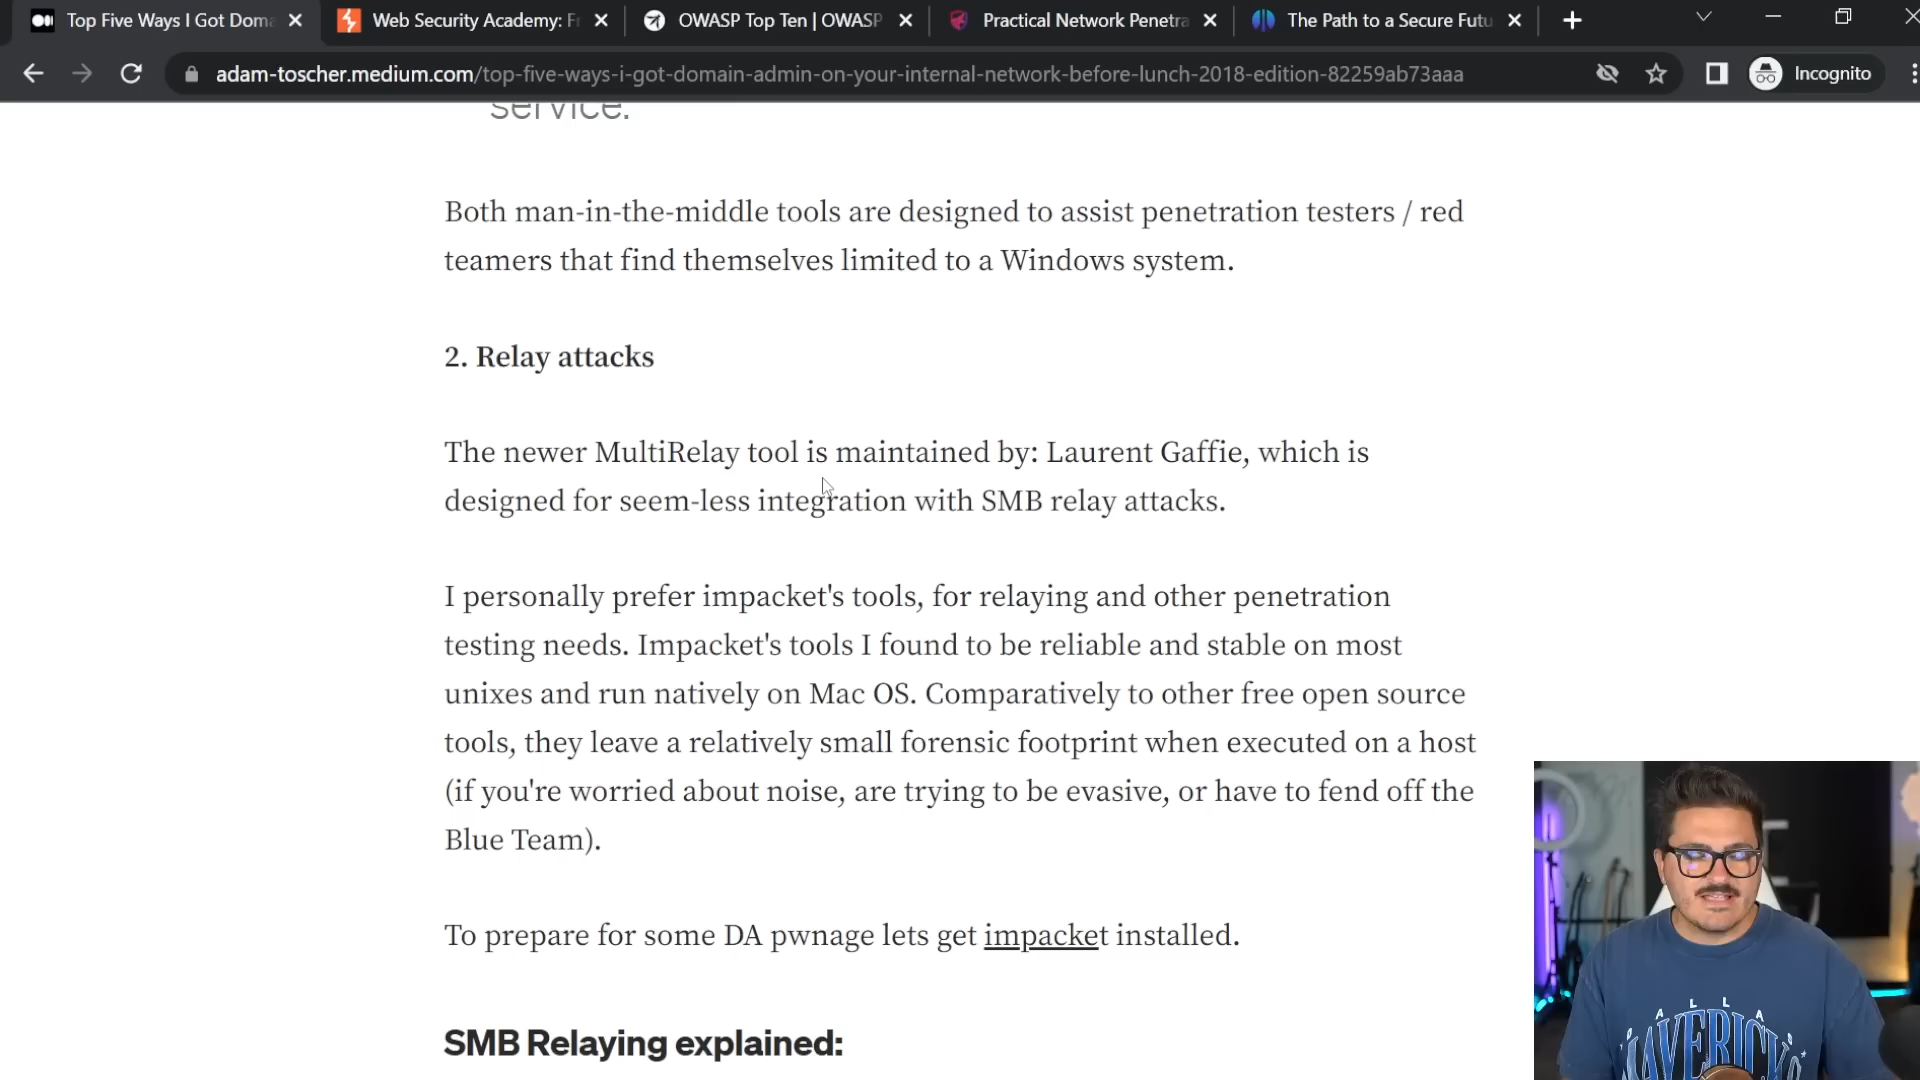 Top Five Ways I Got Doma
Web Security Academy: Fr
OWASP Top Ten | OWASP
Practical Network Penetra
The Path to a Secure Futu
adam-toscher.medium.com/top-five-ways-i-got-domain-admin-on-your-internal-network-before-lunch-2018-edition-82259ab73aaa
Incognito
service.
Both man-in-the-middle tools are designed to assist penetration testers / red
teamers that find themselves limited to a Windows system.
2. Relay attacks
The newer MultiRelay tool is maintained by: Laurent Gaffie, which is
designed for seem-less integration with SMB relay attacks.
I personally prefer impacket's tools, for relaying and other penetration
testing needs. Impacket's tools I found to be reliable and stable on most
unixes and run natively on Mac OS. Comparatively to other free open source
tools, they leave a relatively small forensic footprint when executed on a host
(if you're worried about noise, are trying to be evasive, or have to fend off the
Blue Team).
To prepare for some DA pwnage lets get impacket installed.
SMB Relaying explained:
DALLAS
MAVERICKS